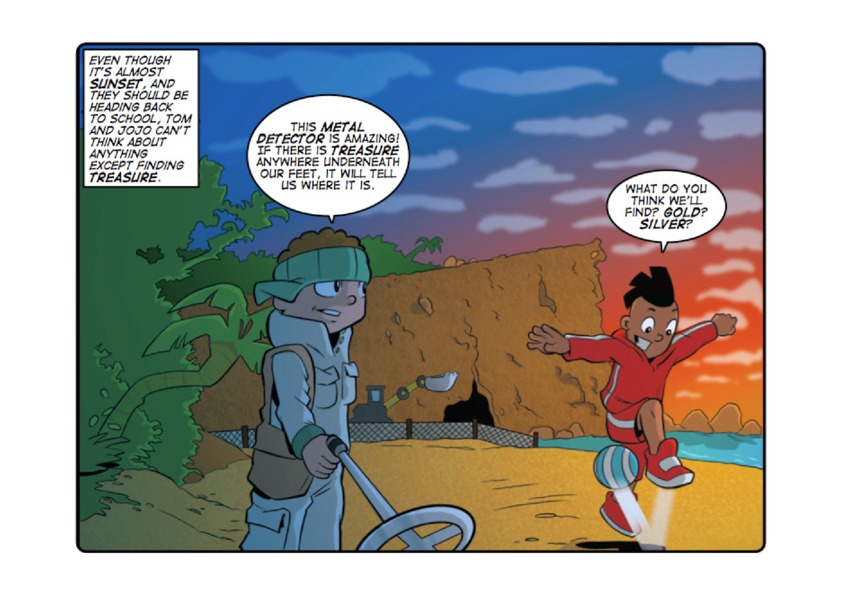 EVEN THOUGH
IT'S ALMOST
SUNSET, AND
THEY SHOULD BE
HEADING BACK
TO SCHOOL, TOM
AND JOJO CAN'T
THINK ABOUT
ANYTHING
EXCEPT FINDING
TREASURE.
THIS METAL
DETECTOR IS AMAZING!
IF THERE IS TREASURE
ANYWHERE UNDERNEATH
OUR FEET, IT WILL TELL
US WHERE IT IS.
WHAT DO YOU
THINK WE'LL
FIND? GOLD?
SILVER?